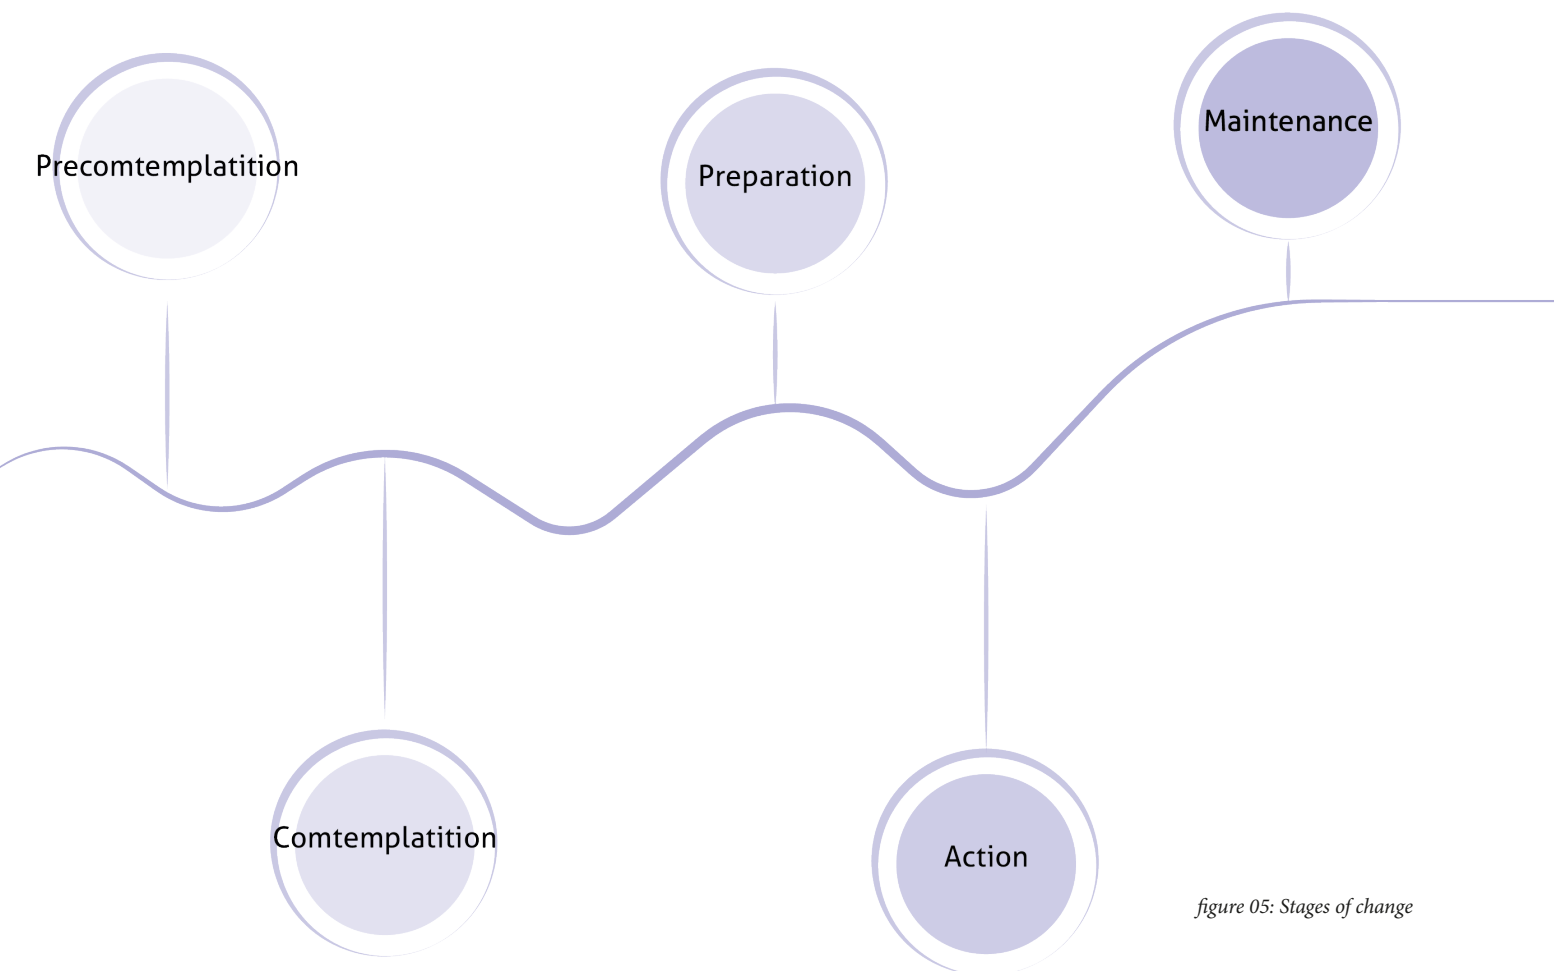 Precomtemplatition
Comtemplatition
Preparation
Action
Maintenance
figure 05: Stages of change